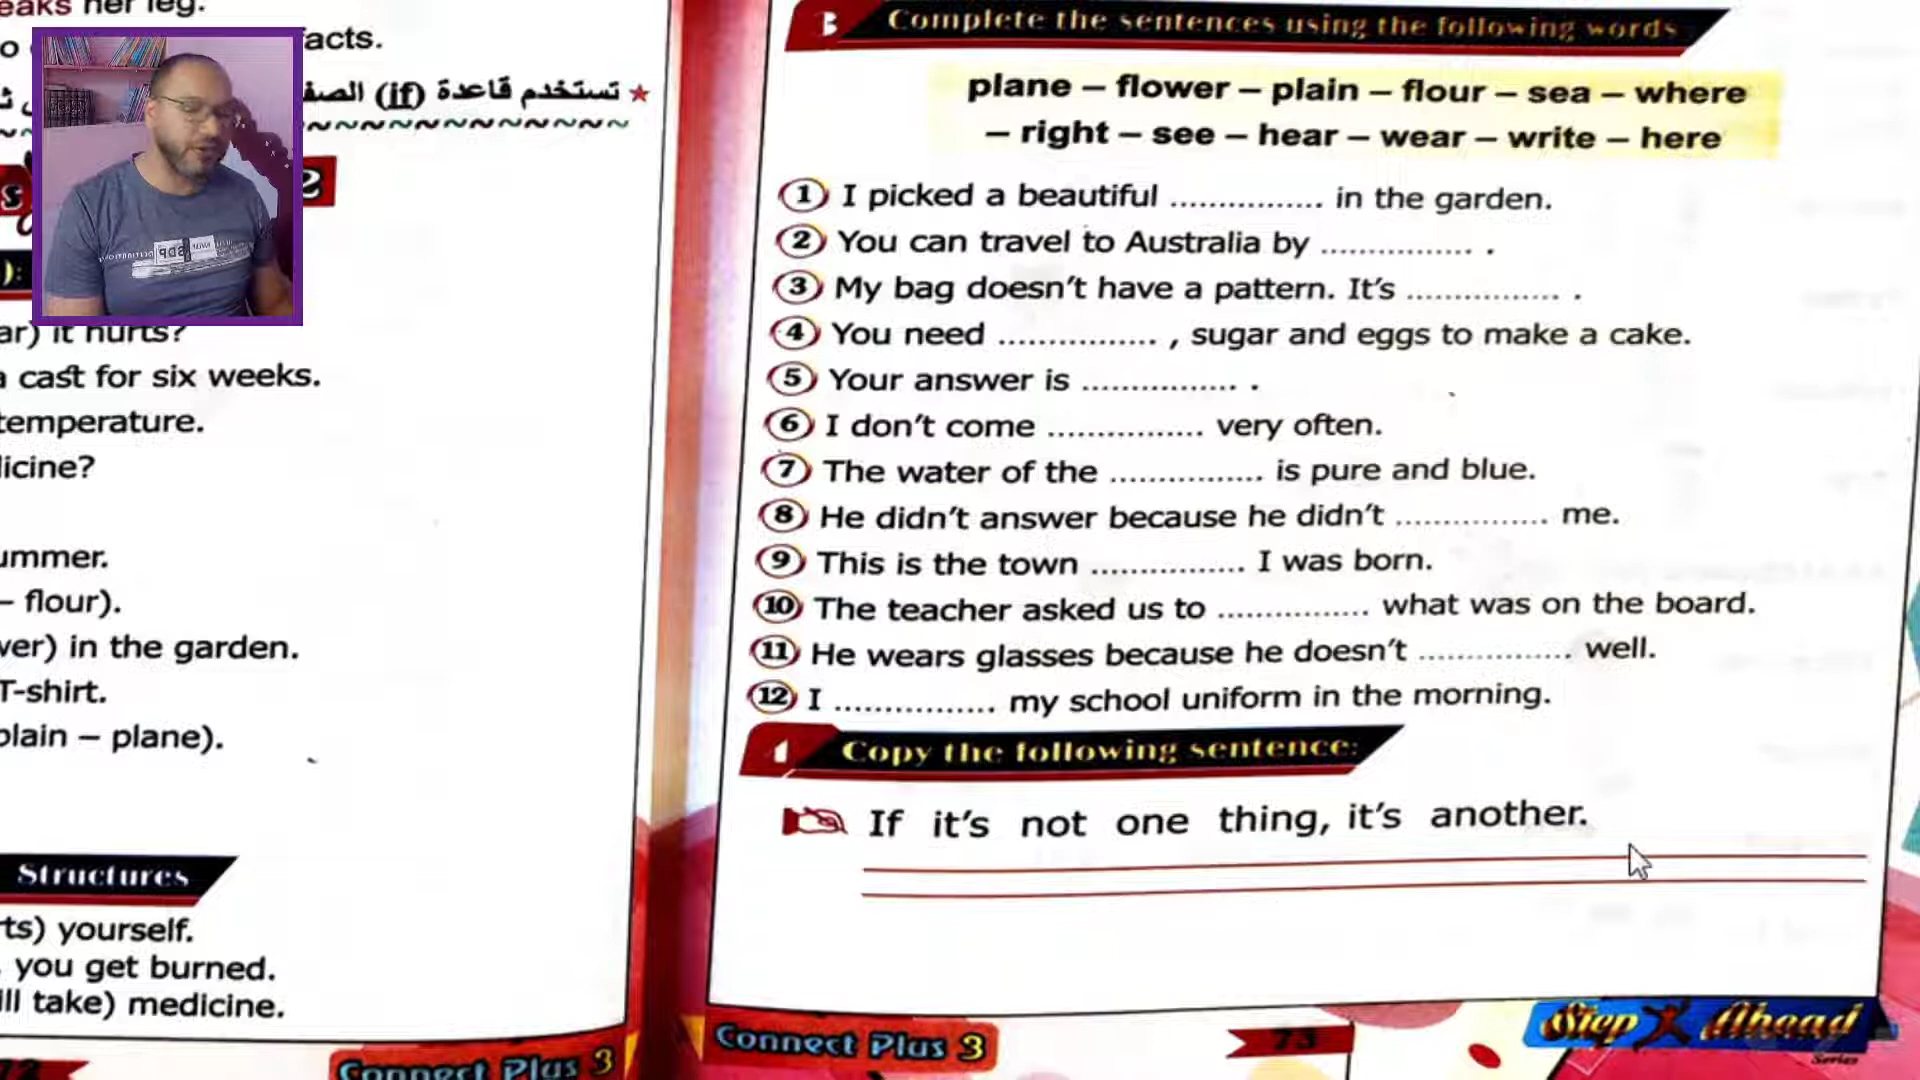 eaks her leg.
acts.
★ تستخدم قاعدة (if) الصف
2
ar) it hurts?
a cast for six weeks.
temperature.
licine?
ummer.
– flour).
wer) in the garden.
T-shirt.
plain – plane).
Structures
ts) yourself.
you get burned.
ill take) medicine.
72
Connect Plus 3
3 Complete the sentences using the following words
plane – flower – plain – flour – sea – where
– right – see – hear – wear – write – here
1 I picked a beautiful ................ in the garden.
2 You can travel to Australia by ................ .
3 My bag doesn't have a pattern. It's ................ .
4 You need ................ , sugar and eggs to make a cake.
5 Your answer is ................ .
6 I don't come ................ very often.
7 The water of the ................ is pure and blue.
8 He didn't answer because he didn't ................ me.
9 This is the town ................ I was born.
10 The teacher asked us to ................ what was on the board.
11 He wears glasses because he doesn't ................ well.
12 I ................ my school uniform in the morning.
4 Copy the following sentence:
If it's not one thing, it's another.
Connect Plus 3
73
Step Ahead
Series